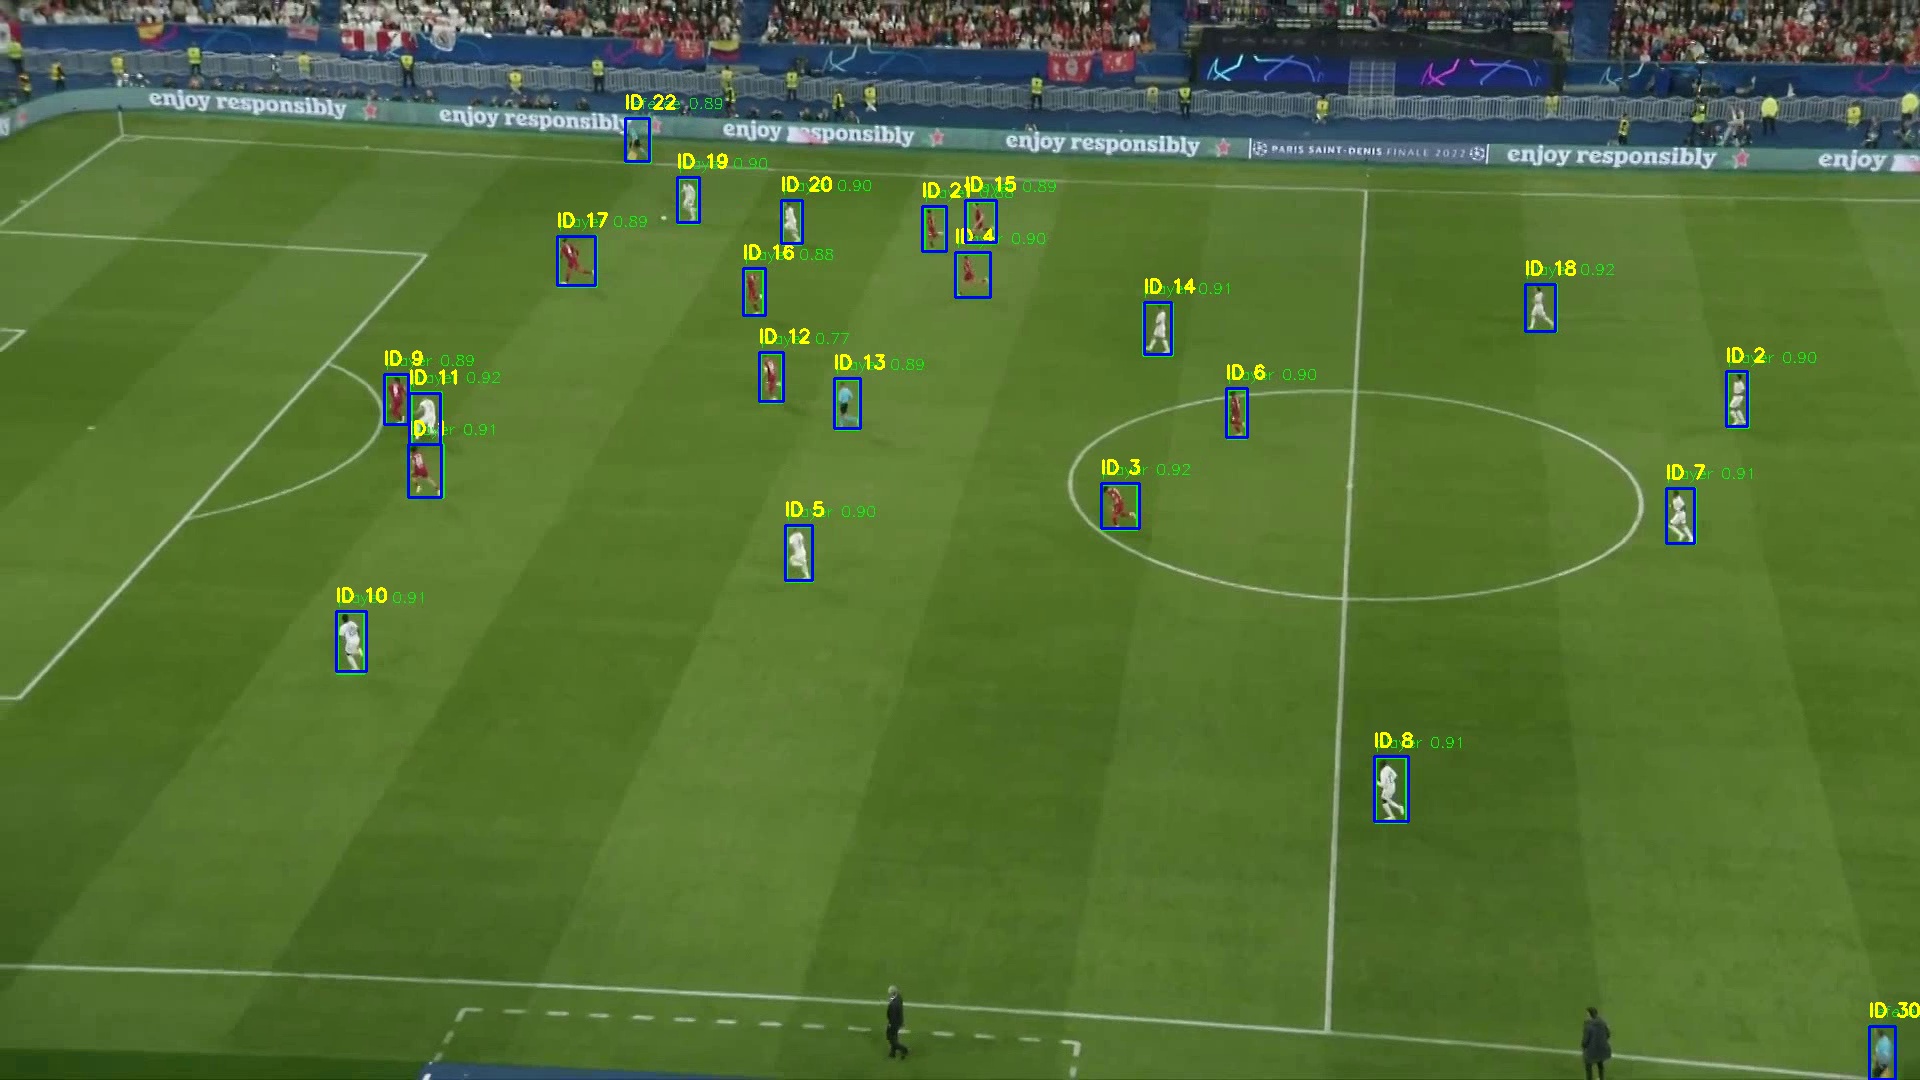 enjoy responsibly
enjoy responsibly
enjoy responsibly
enjoy responsibly
PARIS SAINT-DENIS FINALE 2022
enjoy responsibly
enjoy
ID 22 0.89
ID 19 0.90
ID 20 0.90
ID 21
ID 15 0.89
ID 17 0.89
ID 4 0.90
ID 16 0.88
ID 18 0.92
ID 14 0.91
ID 12 0.77
ID 2 0.90
ID 9 0.89
ID 13 0.89
ID 6 0.90
ID 11 0.92
0.91
ID 3 0.92
ID 7 0.91
ID 5 0.90
ID 10 0.91
ID 8 0.91
ID 30